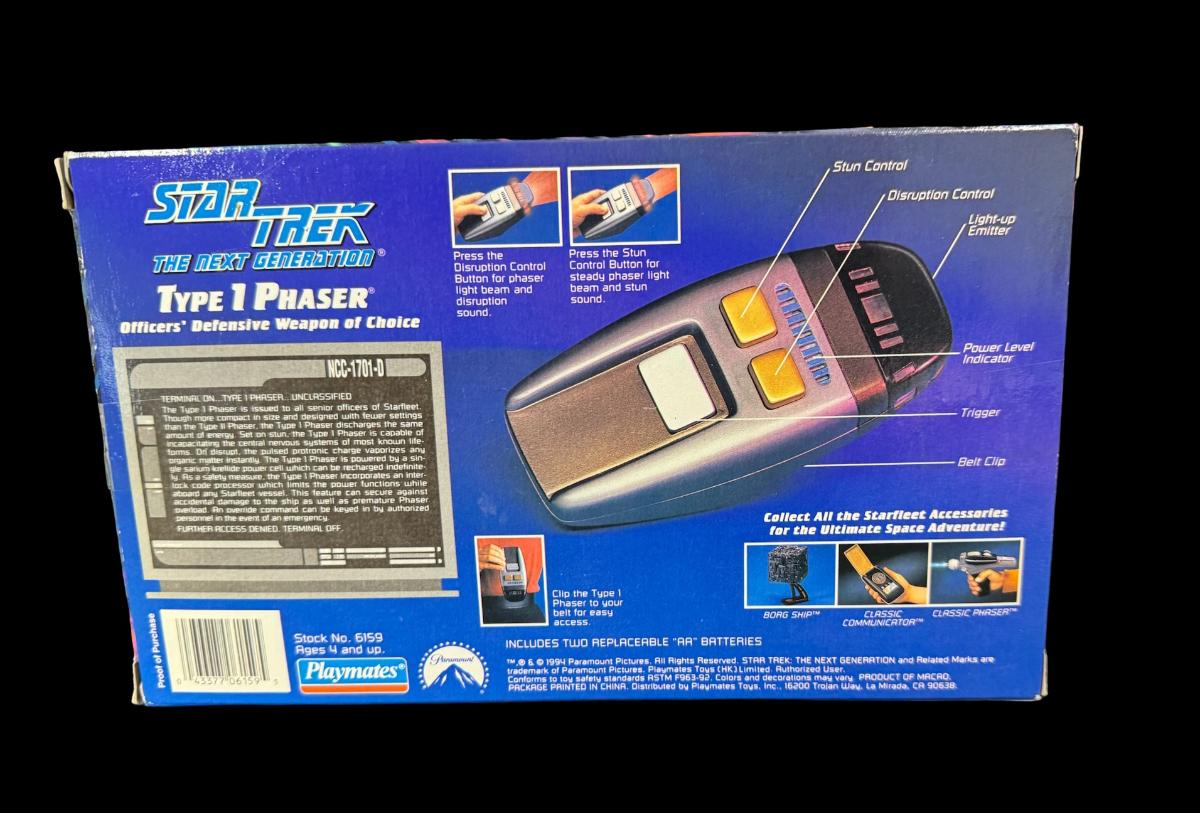 STAR TREK
THE NEXT GENERATION®
TYPE 1 PHASER®
Officers' Defensive Weapon of Choice
NCC-1701-D
TERMINAL ON...TYPE 1 PHASER...UNCLASSIFIED
The Type 1 Phaser is issued to all senior officers of Starfleet.
Though more compact in size and designed with fewer settings
than the Type II Phaser, the Type 1 Phaser discharges the same
amount of energy. Set on stun, the Type 1 Phaser is capable of
incapacitating the central nervous systems of most known life-
forms. On disrupt, the pulsed protonic charge vaporizes any
organic matter instantly. The Type 1 Phaser is powered by a sin-
gle sarium krellide power cell which can be recharged indefinite-
ly. As a safety measure, the Type 1 Phaser incorporates an inter-
lock code processor which limits the power functions while
aboard any Starfleet vessel. This feature can secure against
accidental damage to the ship as well as premature Phaser
overload. An override command can be keyed in by authorized
personnel in the event of an emergency.
FURTHER ACCESS DENIED. TERMINAL OFF.
Press the
Disruption Control
Button for phaser
light beam and
disruption
sound.
Press the Stun
Control Button for
steady phaser light
beam and stun
sound.
Stun Control
Disruption Control
Light-up
Emitter
Power Level
Indicator
Trigger
Belt Clip
Collect All the Starfleet Accessories
for the Ultimate Space Adventure!
BORG SHIP™
CLASSIC
COMMUNICATOR™
CLASSIC PHASER™
Clip the Type 1
Phaser to your
belt for easy
access.
Proof of Purchase
0 43377 06159 3
Stock No. 6159
Ages 4 and up.
Playmates®
Paramount
INCLUDES TWO REPLACEABLE "AA" BATTERIES
™,® & © 1994 Paramount Pictures. All Rights Reserved. STAR TREK: THE NEXT GENERATION and Related Marks are
trademark of Paramount Pictures. Playmates Toys (HK) Limited. Authorized User.
Conforms to toy safety standards ASTM F963-92. Colors and decorations may vary. PRODUCT OF MACAO.
PACKAGE PRINTED IN CHINA. Distributed by Playmates Toys, Inc., 16200 Trojan Way, La Mirada, CA 90638.